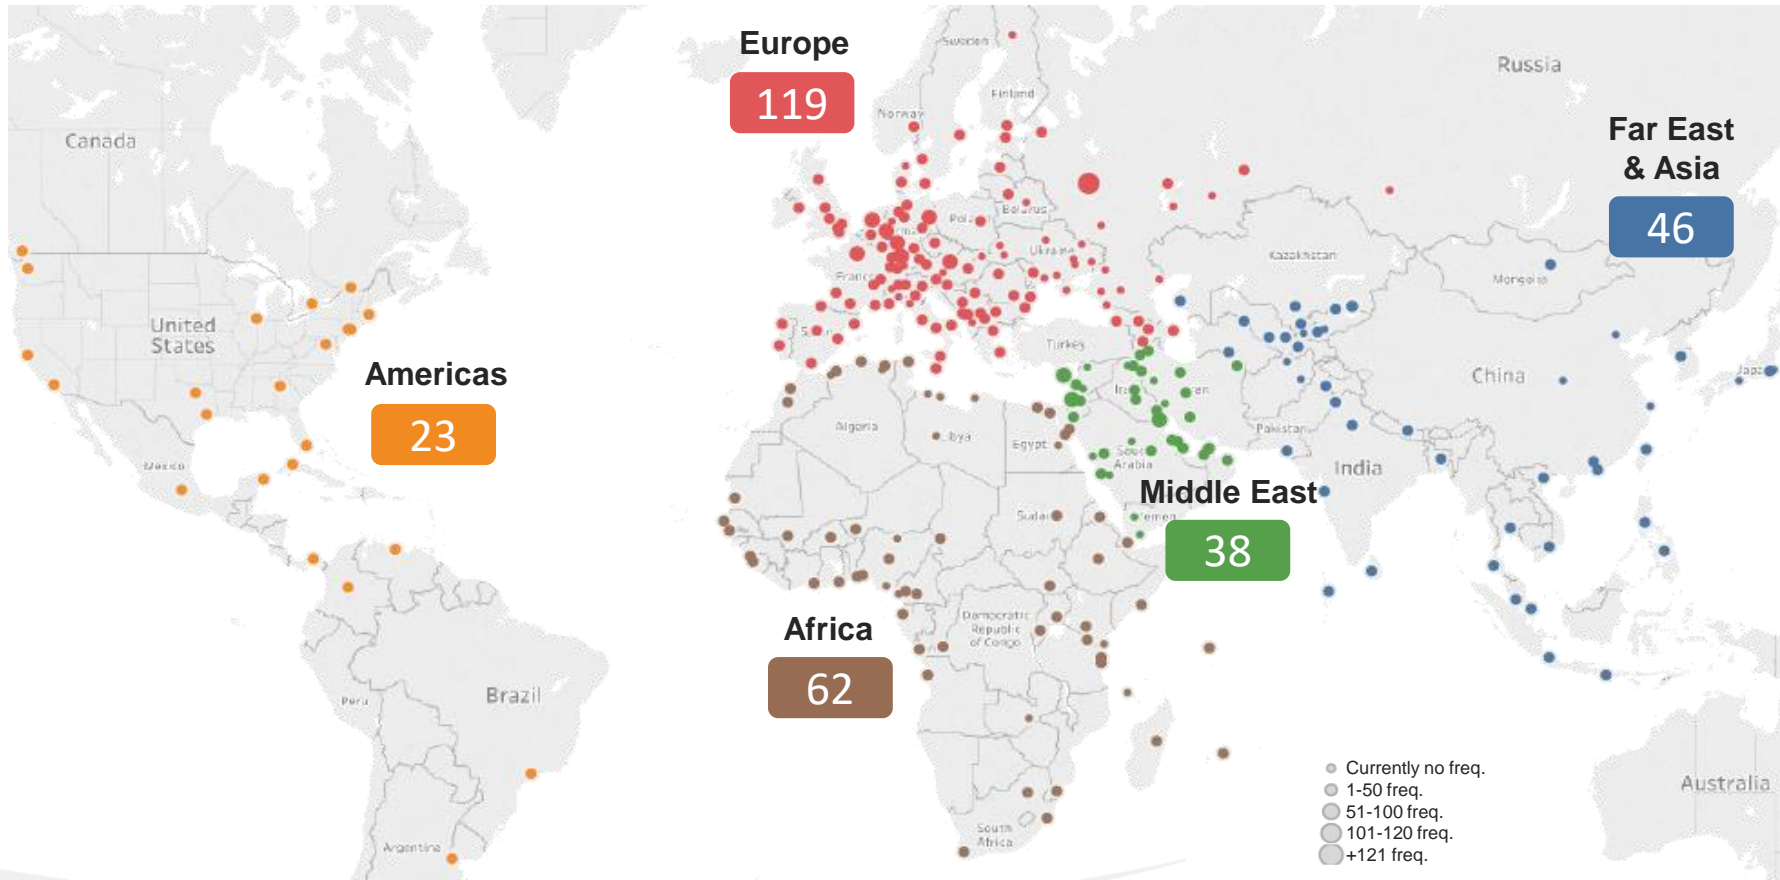 Europe
119
Sweden
Russia
Finland
Norway
Canada
Far East
& Asia
46
Belarus
Ukraine
Kazakhstan
Mongolia
France
United
States
Turkey
China
Americas
23
Algeria
Libya
Egypt
Pakistan
India
Mexico
Saudi
Arabia
Middle East
38
Sudan
Yemen
Africa
62
Democratic
Republic
of Congo
Peru
Brazil
Currently no freq.
1-50 freq.
51-100 freq.
101-120 freq.
+121 freq.
Australia
South
Africa
Argentina